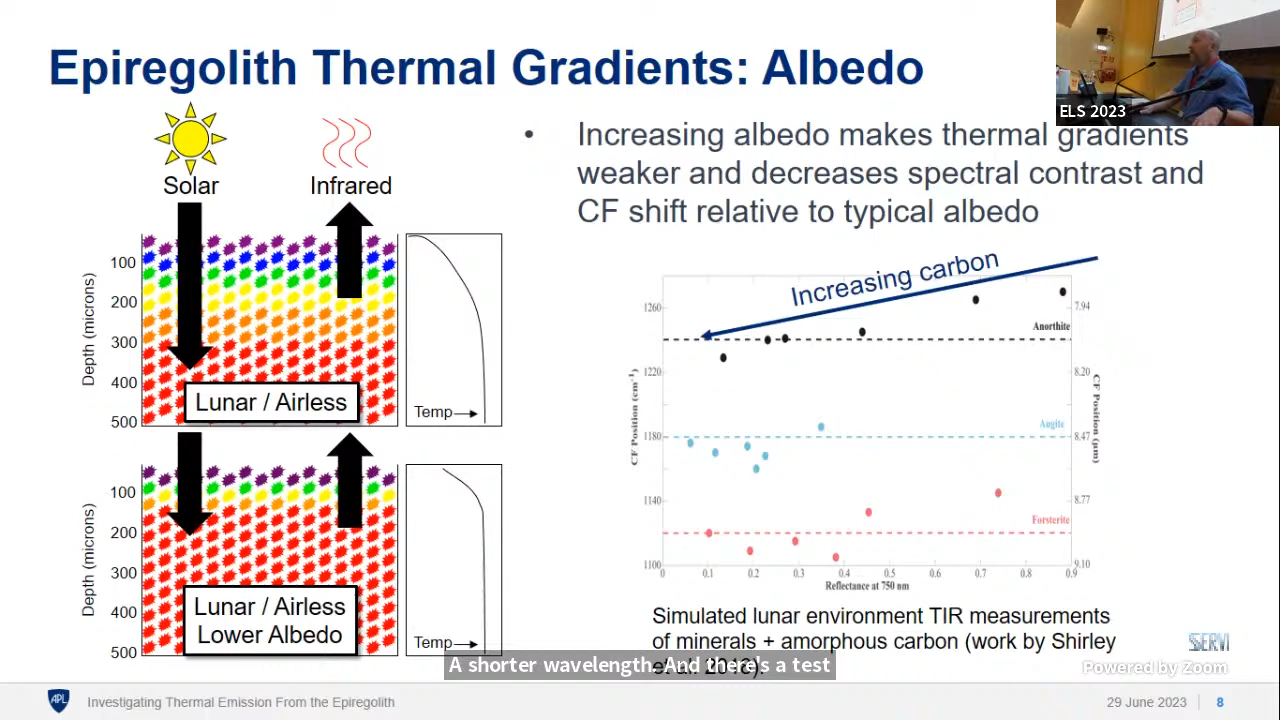 Epiregolith Thermal Gradients: Albedo
ELS 2023
Solar
Infrared
• Increasing albedo makes thermal gradients
weaker and decreases spectral contrast and
CF shift relative to typical albedo
Depth (microns)
100
200
300
400
500
Lunar / Airless
Temp
Depth (microns)
100
200
300
400
500
Lunar / Airless
Lower Albedo
Temp
Increasing carbon
CF Position (cm⁻¹)
1260
1220
1180
1140
1100
Anorthite
Augite
Forsterite
7.94
8.20
8.47
8.77
9.10
CF Position (μm)
0 0.1 0.2 0.3 0.4 0.5 0.6 0.7 0.8 0.9
Reflectance at 750 nm
Simulated lunar environment TIR measurements
of minerals + amorphous carbon (work by Shirley
A shorter wavelength. And there's a test
Powered by Zoom
APL
Investigating Thermal Emission From the Epiregolith
29 June 2023 | 8